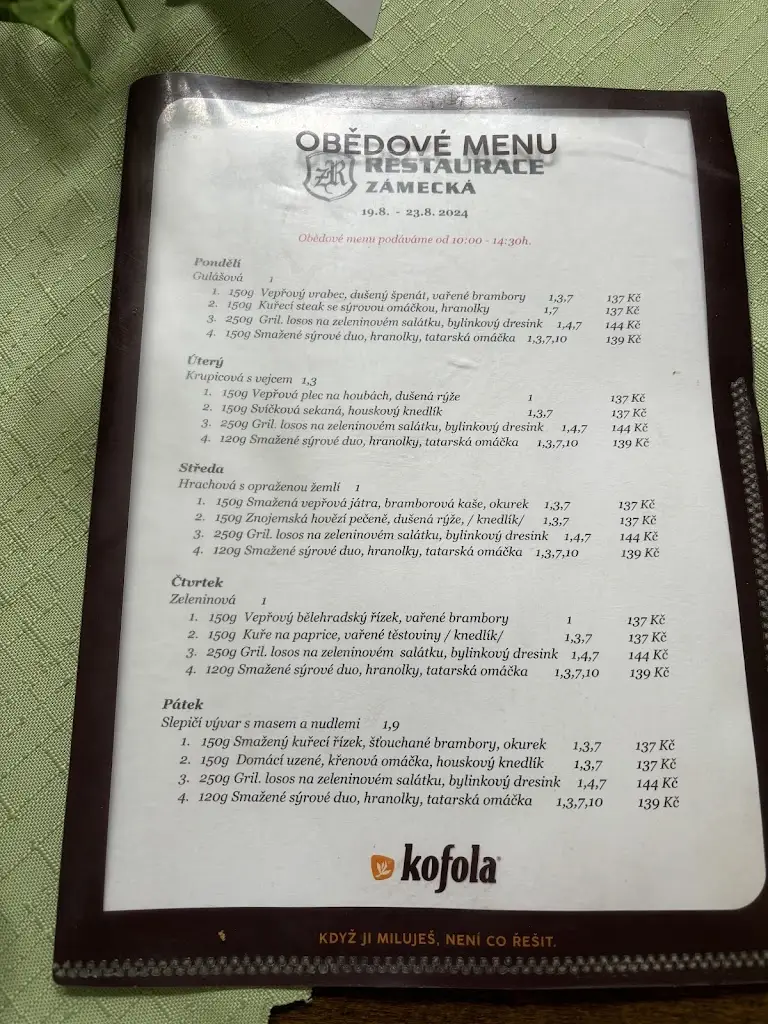 OBĚDOVÉ MENU
ZR
RESTAURACE
ZÁMECKÁ
19.8. - 23.8. 2024
Obědové menu podáváme od 10:00 - 14:30h.
Pondělí
Gulášová 1
1. 150g Vepřový vrabec, dušený špenát, vařené brambory 1,3,7 137 Kč
2. 150g Kuřecí steak se sýrovou omáčkou, hranolky 1,7 137 Kč
3. 250g Gril. losos na zeleninovém salátku, bylinkový dresink 1,4,7 144 Kč
4. 150g Smažené sýrové duo, hranolky, tatarská omáčka 1,3,7,10 139 Kč
Úterý
Krupicová s vejcem 1,3
1. 150g Vepřová plec na houbách, dušená rýže 1 137 Kč
2. 150g Svíčková sekaná, houskový knedlík 1,3,7 137 Kč
3. 250g Gril. losos na zeleninovém salátku, bylinkový dresink 1,4,7 144 Kč
4. 120g Smažené sýrové duo, hranolky, tatarská omáčka 1,3,7,10 139 Kč
Středa
Hrachová s opraženou žemlí 1
1. 150g Smažená vepřová játra, bramborová kaše, okurek 1,3,7 137 Kč
2. 150g Znojemská hovězí pečeně, dušená rýže, / knedlík/ 1,3,7 137 Kč
3. 250g Gril. losos na zeleninovém salátku, bylinkový dresink 1,4,7 144 Kč
4. 120g Smažené sýrové duo, hranolky, tatarská omáčka 1,3,7,10 139 Kč
Čtvrtek
Zeleninová 1
1. 150g Vepřový bělehradský řízek, vařené brambory 1 137 Kč
2. 150g Kuře na paprice, vařené těstoviny / knedlík/ 1,3,7 137 Kč
3. 250g Gril. losos na zeleninovém salátku, bylinkový dresink 1,4,7 144 Kč
4. 120g Smažené sýrové duo, hranolky, tatarská omáčka 1,3,7,10 139 Kč
Pátek
Slepičí vývar s masem a nudlemi 1,9
1. 150g Smažený kuřecí řízek, šťouchané brambory, okurek 1,3,7 137 Kč
2. 150g Domácí uzené, křenová omáčka, houskový knedlík 1,3,7 137 Kč
3. 250g Gril. losos na zeleninovém salátku, bylinkový dresink 1,4,7 144 Kč
4. 120g Smažené sýrové duo, hranolky, tatarská omáčka 1,3,7,10 139 Kč
kofola
KDYŽ JI MILUJEŠ, NENÍ CO ŘEŠIT.